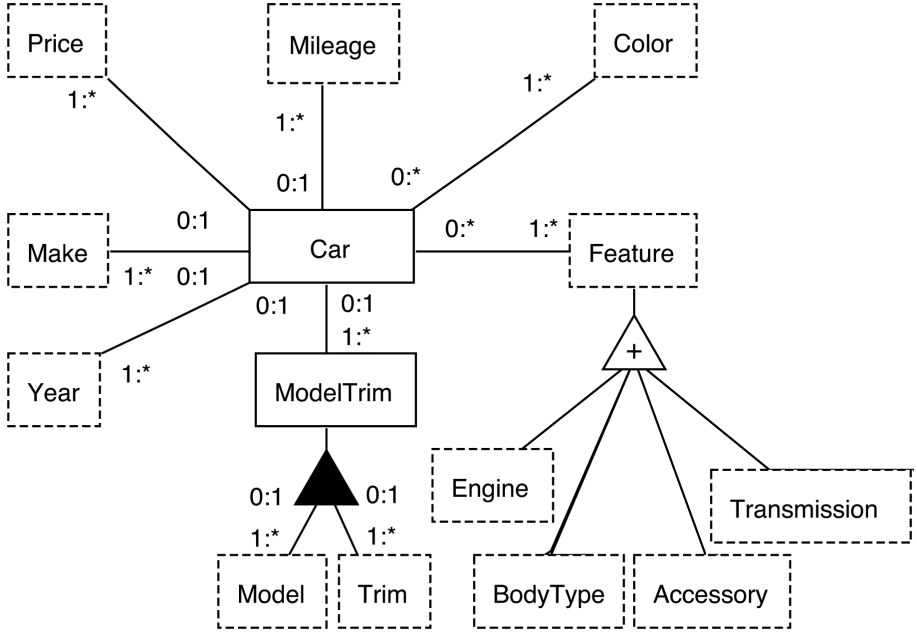 Price
Mileage
Color
1:*
1:*
1:*
0:1
0:*
0:1
0:*
1:*
Make
Car
Feature
1:*
0:1
0:1
0:1
1:*
+
1:*
Year
ModelTrim
Engine
0:1
0:1
Transmission
1:*
1:*
Model
Trim
BodyType
Accessory